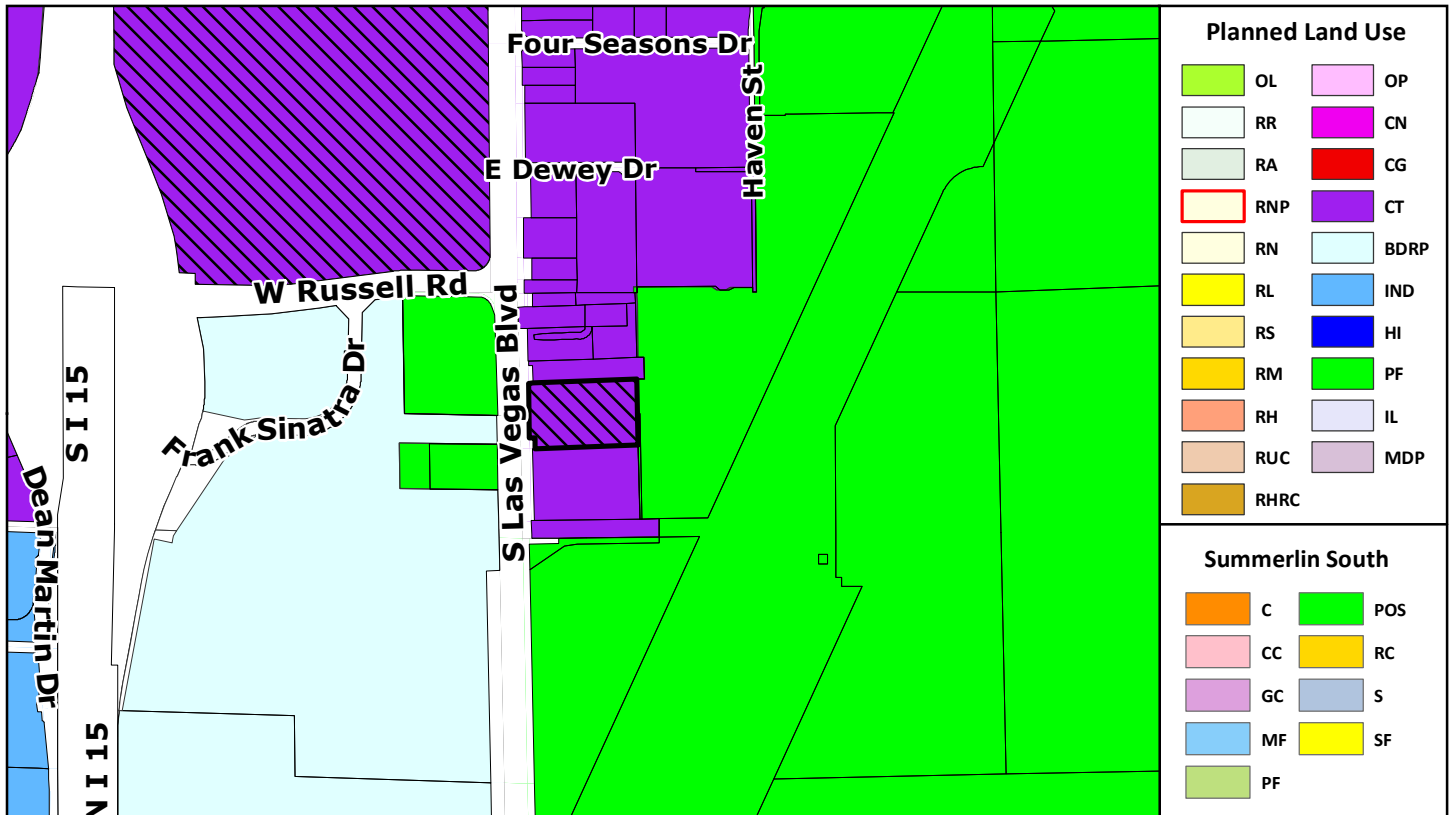 Four Seasons Dr
Haven St
E Dewey Dr
W Russell Rd
S Las Vegas Blvd
Frank Sinatra Dr
S I 15
Dean Martin Dr
N I 15
Planned Land Use
OL OP
RR CN
RA CG
RNP CT
RN BDRP
RL IND
RS HI
RM PF
RH IL
RUC MDP
RHRC
Summerlin South
C POS
CC RC
GC S
MF SF
PF